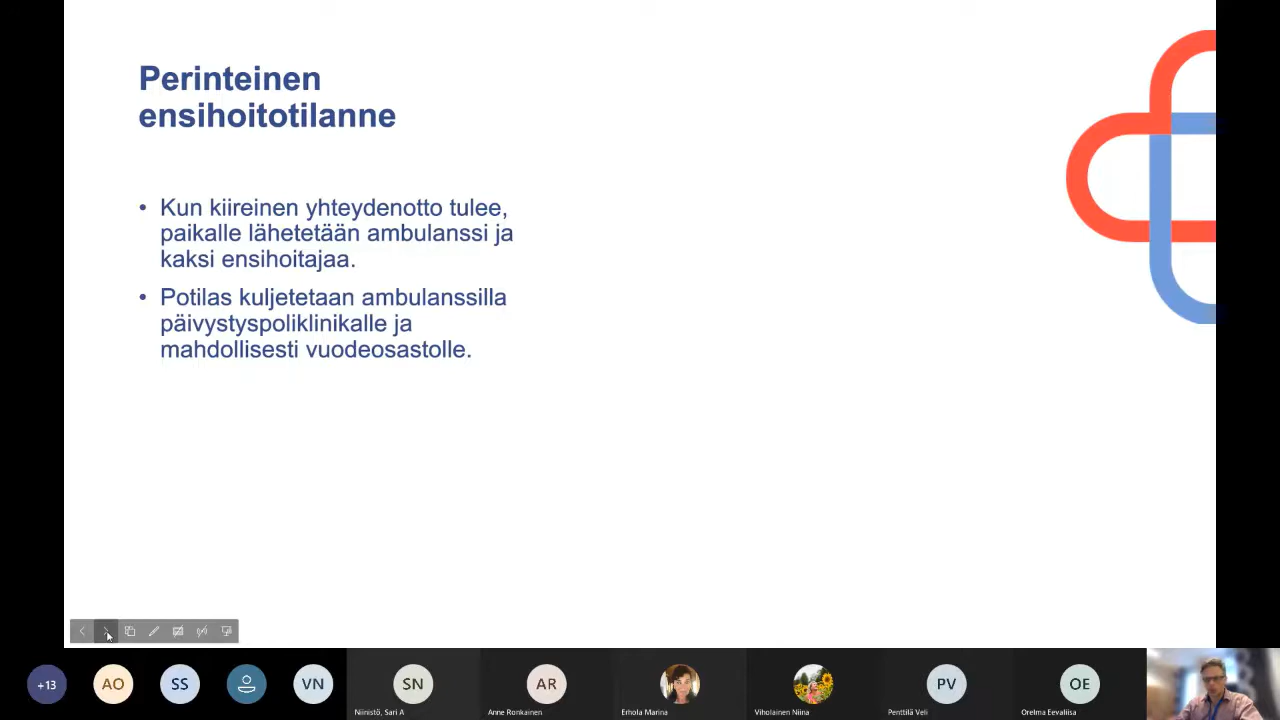 Perinteinen
ensihoitotilanne
• Kun kiireinen yhteydenotto tulee,
paikalle lähetetään ambulanssi ja
kaksi ensihoitajaa.
• Potilas kuljetetaan ambulanssilla
päivystyspoliklinikalle ja
mahdollisesti vuodeosastolle.
+13
AO
SS
VN
SN
AR
PV
OE
Niinistö, Sari A
Anne Ronkainen
Erhola Marina
Viholainen Niina
Penttilä Veli
Orelma Eevaliisa